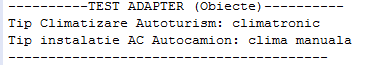 ----------TEST ADAPTER (Obiecte)----------
Tip Climatizare Autoturism: climatronic
Tip instalatie AC Autocamion: clima manuala
----------------------------------------